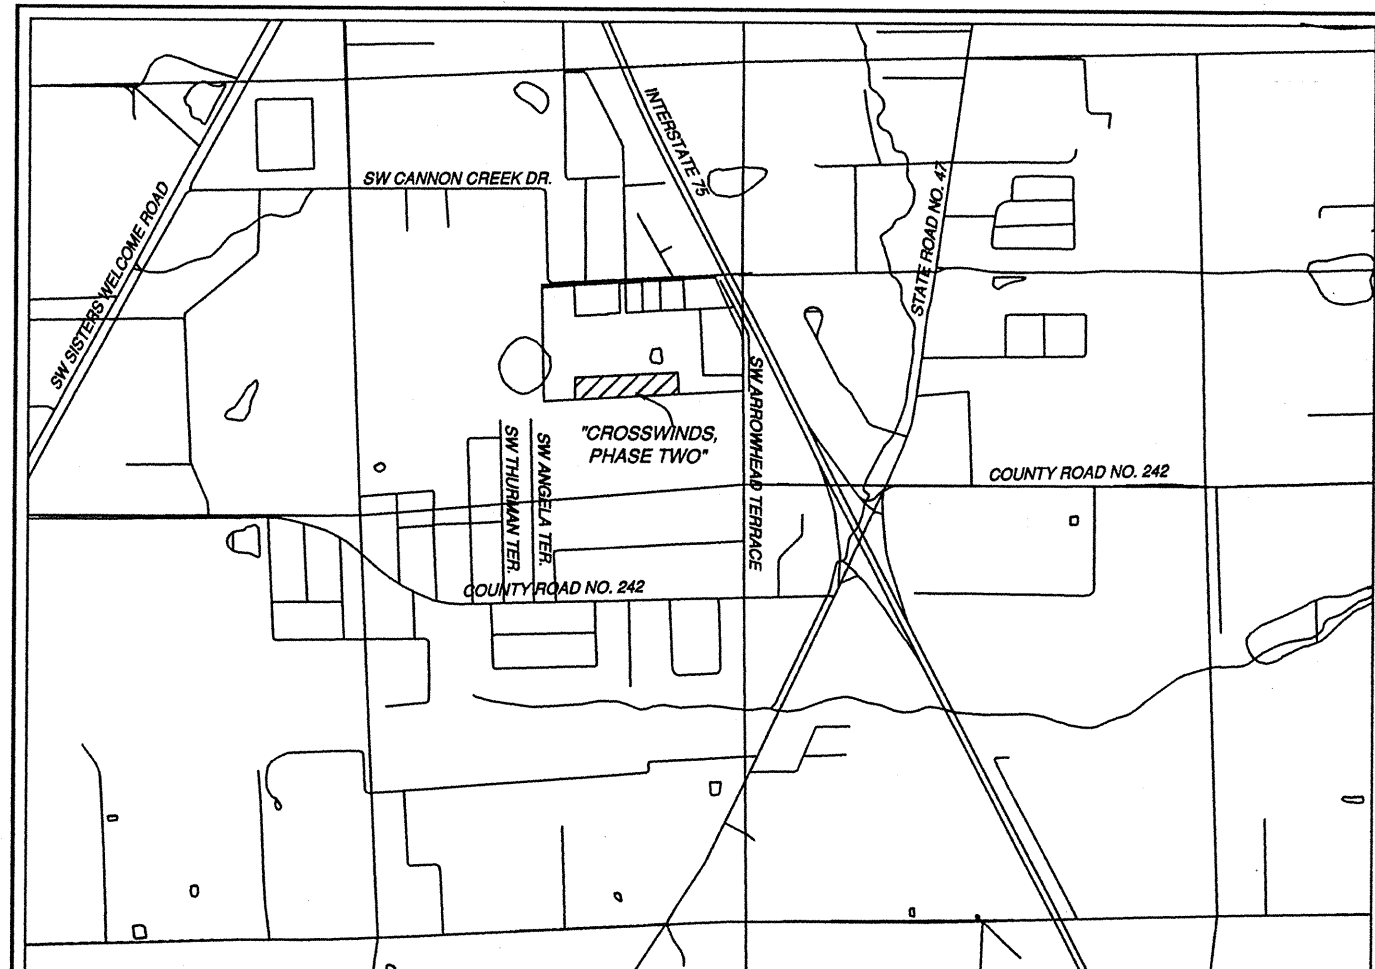 INTERSTATE 75
SW CANNON CREEK DR.
STATE ROAD NO. 47
SW SISTERS WELCOME ROAD
SW ARROWHEAD TERRACE
"CROSSWINDS,
PHASE TWO"
SW THURMAN TER.
SW ANGELA TER.
COUNTY ROAD NO. 242
COUNTY ROAD NO. 242